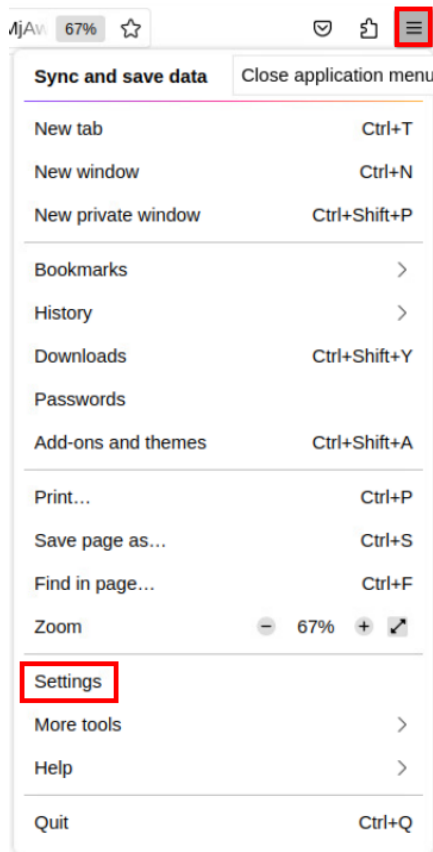 67%
Sync and save data
Close application menu
New tab Ctrl+T
New window Ctrl+N
New private window Ctrl+Shift+P
Bookmarks
History
Downloads Ctrl+Shift+Y
Passwords
Add-ons and themes Ctrl+Shift+A
Print… Ctrl+P
Save page as… Ctrl+S
Find in page… Ctrl+F
Zoom − 67% +
Settings
More tools
Help
Quit Ctrl+Q